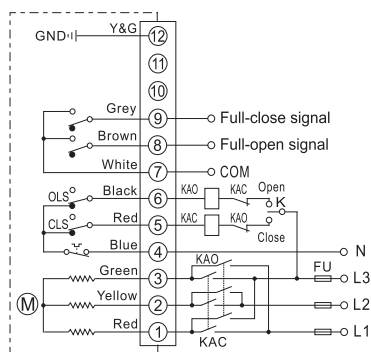 GND Y&G 12
11
10
Grey 9 Full-close signal
Brown 8 Full-open signal
White 7 COM
OLS Black 6 KAO KAC Open
K
CLS Red 5 KAC KAO Close
Blue 4 N
Green 3 KAO FU L3
M Yellow 2 L2
Red 1 KAC L1